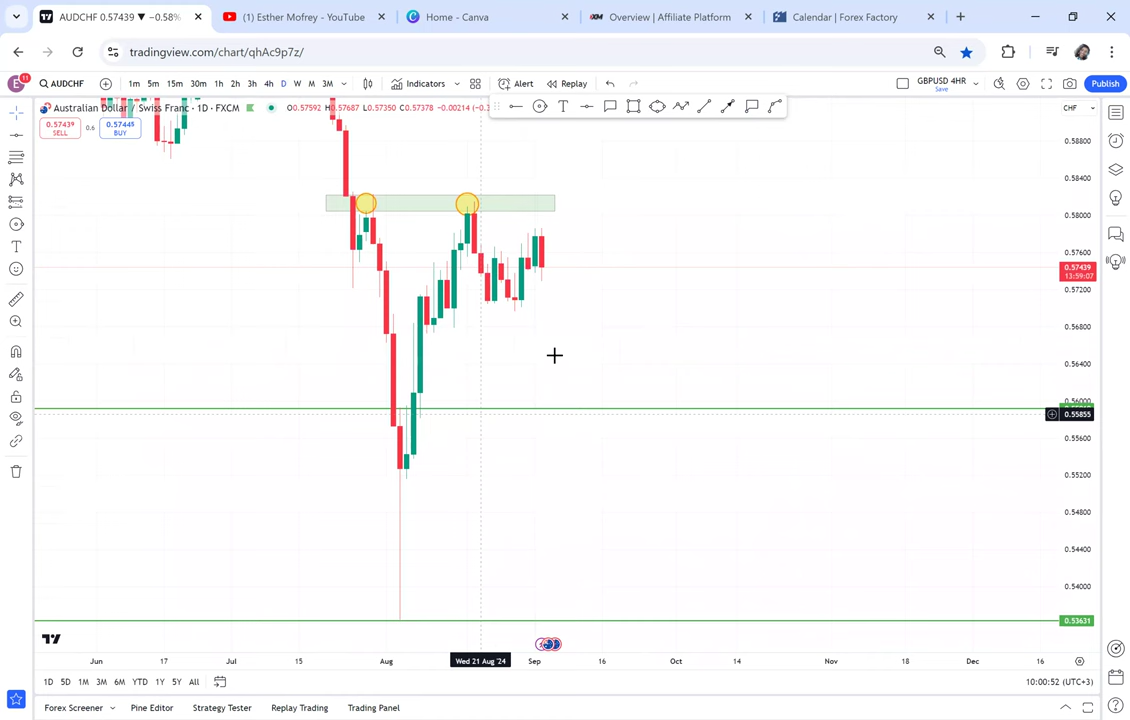 AUDCHF 0.57439 ▼ −0.58%
(1) Esther Mofrey - YouTube
Home - Canva
XM Overview | Affiliate Platform
Calendar | Forex Factory
tradingview.com/chart/qhAc9p7z/
E 11 AUDCHF 1m 5m 15m 30m 1h 2h 3h 4h D W M 3M Indicators Alert Replay GBPUSD 4HR Save Publish
Australian Dollar / Swiss Franc · 1D · FXCM O0.57592 H0.57687 L0.57350 C0.57378 −0.00214 CHF
0.57439 SELL 0.6 0.57445 BUY
0.58800
0.58400
0.58000
0.57600
0.57439
13:59:07
0.57200
0.56800
0.56400
0.56000
0.55855
0.55600
0.55200
0.54800
0.54400
0.54000
0.53631
Jun 17 Jul 15 Aug Wed 21 Aug '24 Sep 16 Oct 14 Nov 18 Dec 16
1D 5D 1M 3M 6M YTD 1Y 5Y All 10:00:52 (UTC+3)
Forex Screener Pine Editor Strategy Tester Replay Trading Trading Panel